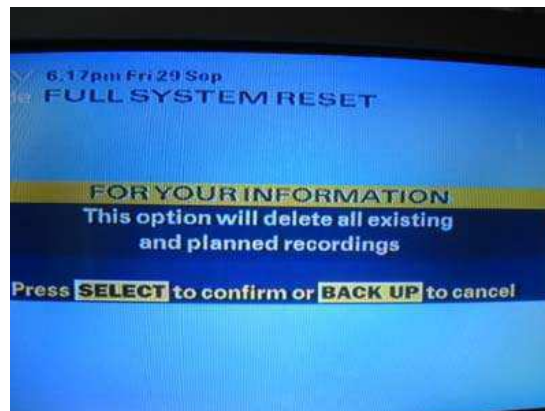 6.17pm Fri 29 Sep
FULL SYSTEM RESET
FOR YOUR INFORMATION
This option will delete all existing
and planned recordings
Press SELECT to confirm or BACK UP to cancel